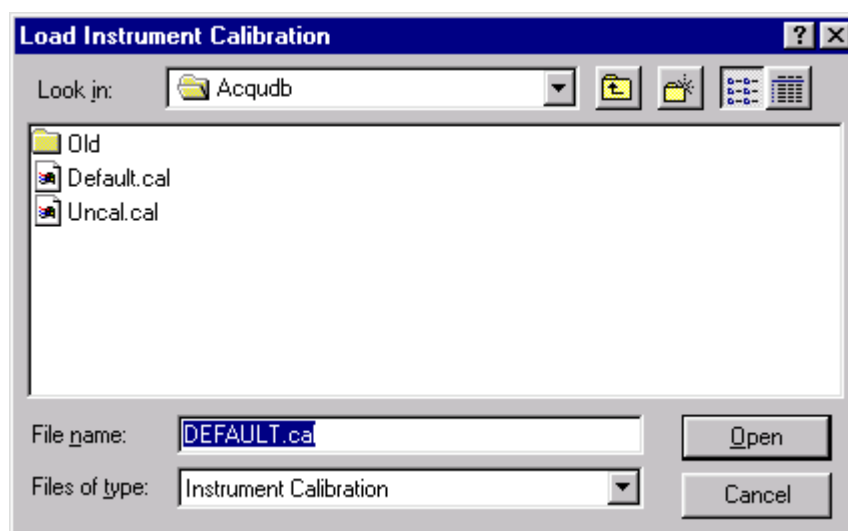 Load Instrument Calibration
Look in: Acqudb
Old
Default.cal
Uncal.cal
File name: DEFAULT.cal Open
Files of type: Instrument Calibration Cancel